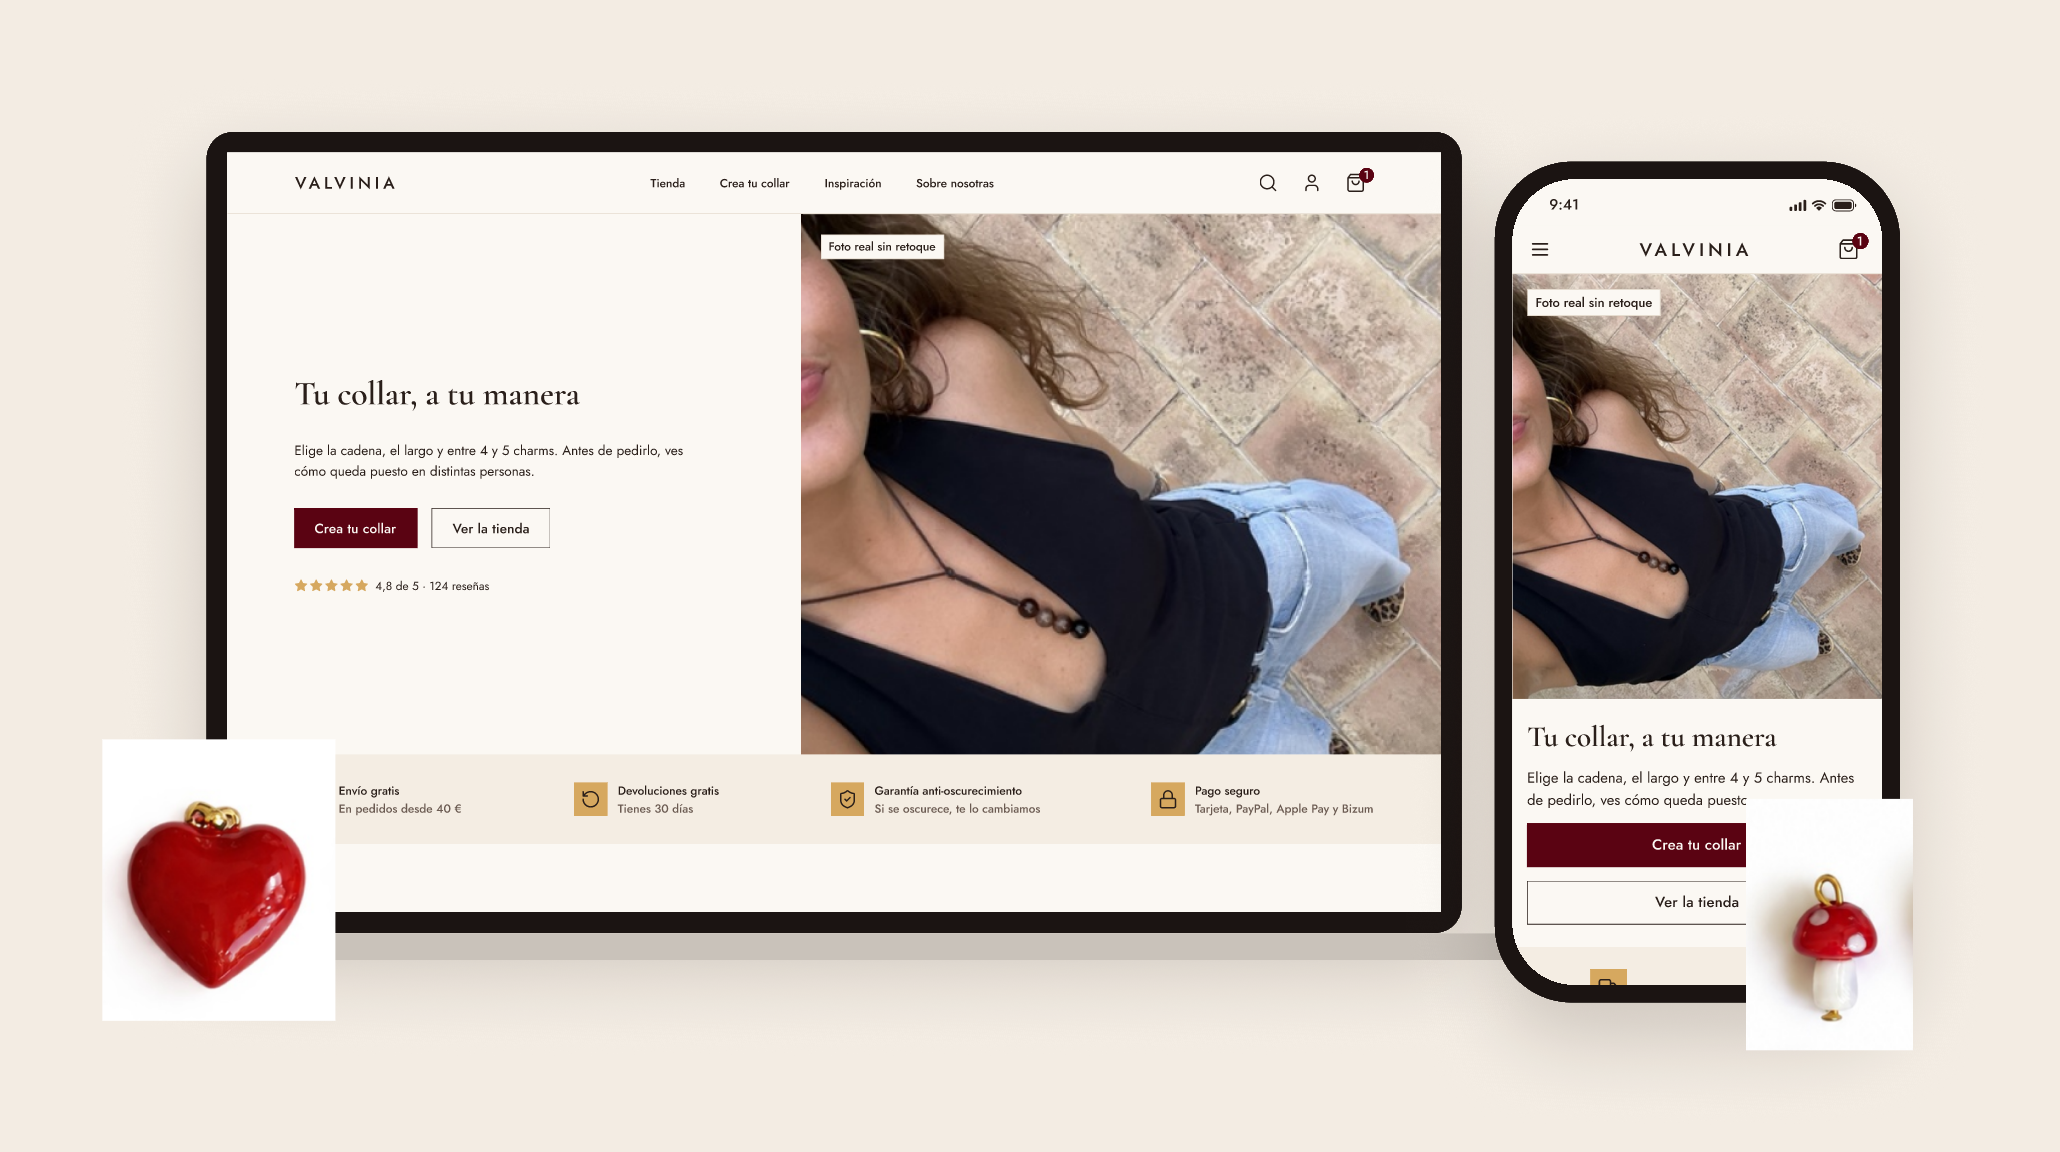 VALVINIA
Tienda
Crea tu collar
Inspiración
Sobre nosotras
1
Foto real sin retoque
Tu collar, a tu manera
Elige la cadena, el largo y entre 4 y 5 charms. Antes de pedirlo, ves
cómo queda puesto en distintas personas.
Crea tu collar
Ver la tienda
4,8 de 5 · 124 reseñas
Envío gratis
En pedidos desde 40 €
Devoluciones gratis
Tienes 30 días
Garantía anti-oscurecimiento
Si se oscurece, te lo cambiamos
Pago seguro
Tarjeta, PayPal, Apple Pay y Bizum
9:41
VALVINIA
1
Foto real sin retoque
Tu collar, a tu manera
Elige la cadena, el largo y entre 4 y 5 charms. Antes
de pedirlo, ves cómo queda puesto
Crea tu collar
Ver la tienda